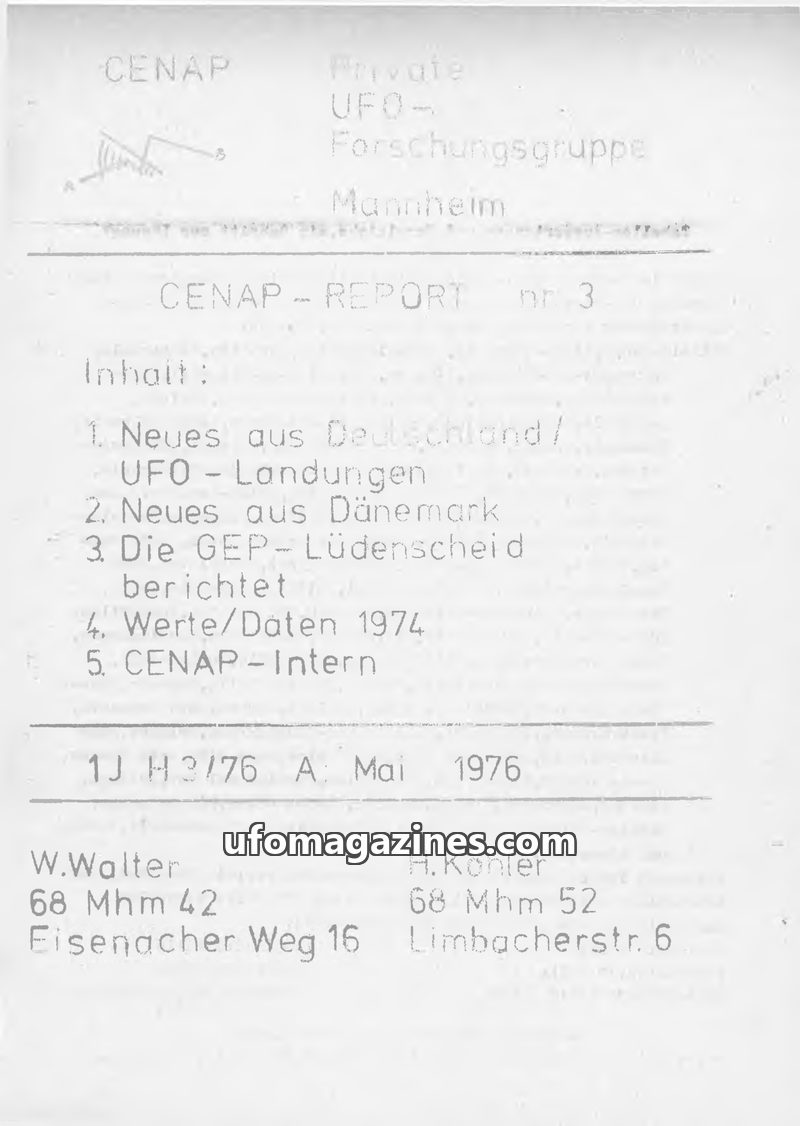 CENAP
Private
UFO-
Forschungsgruppe
Mannheim
A
B
CENAP - REPORT nr. 3
Inhalt:
1. Neues aus Deutschland/
UFO - Landungen
2. Neues aus Dänemark
3. Die GEP- Lüdenscheid
berichtet
4. Werte/Daten 1974
5. CENAP - Intern
1J H3/76 A: Mai 1976
ufomagazines.com
W.Walter
68 Mhm 42
Eisenacher Weg 16
H.Köhler
68 Mhm 52
Limbacherstr. 6